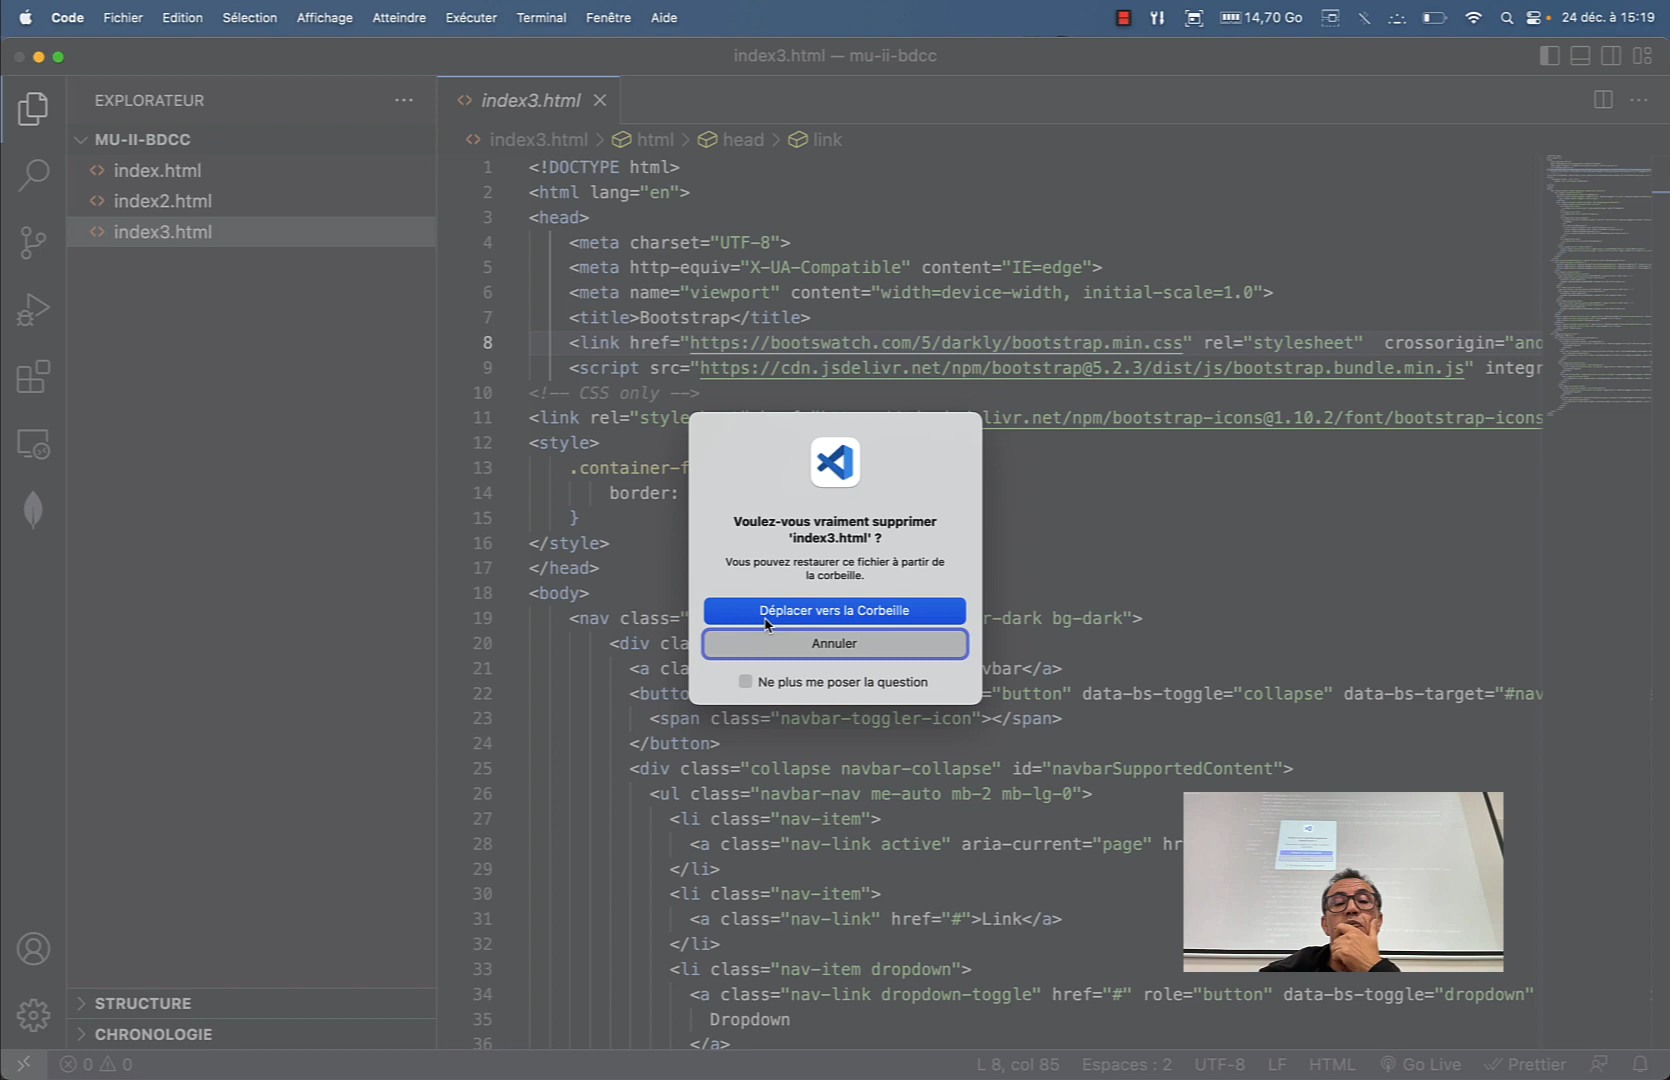 Code Fichier Edition Sélection Affichage Atteindre Exécuter Terminal Fenêtre Aide 14,70 Go 24 déc. à 15:19
index3.html — mu-ii-bdcc
EXPLORATEUR
MU-II-BDCC
index.html
index2.html
index3.html
STRUCTURE
CHRONOLOGIE
index3.html
index3.html > html > head > link
1 <!DOCTYPE html>
2 <html lang="en">
3 <head>
4 <meta charset="UTF-8">
5 <meta http-equiv="X-UA-Compatible" content="IE=edge">
6 <meta name="viewport" content="width=device-width, initial-scale=1.0">
7 <title>Bootstrap</title>
8 <link href="https://bootswatch.com/5/darkly/bootstrap.min.css" rel="stylesheet" crossorigin="ano
9 <script src="https://cdn.jsdelivr.net/npm/bootstrap@5.2.3/dist/js/bootstrap.bundle.min.js" integr
10 <!-- CSS only -->
11 <link rel="style livr.net/npm/bootstrap-icons@1.10.2/font/bootstrap-icons
12 <style>
13 .container-f
14 border:
15 }
16 </style>
17 </head>
18 <body>
19 <nav class=" r-dark bg-dark">
20 <div cla
21 <a cla vbar</a>
22 <butto ="button" data-bs-toggle="collapse" data-bs-target="#nav
23 <span class="navbar-toggler-icon"></span>
24 </button>
25 <div class="collapse navbar-collapse" id="navbarSupportedContent">
26 <ul class="navbar-nav me-auto mb-2 mb-lg-0">
27 <li class="nav-item">
28 <a class="nav-link active" aria-current="page" hr
29 </li>
30 <li class="nav-item">
31 <a class="nav-link" href="#">Link</a>
32 </li>
33 <li class="nav-item dropdown">
34 <a class="nav-link dropdown-toggle" href="#" role="button" data-bs-toggle="dropdown"
35 Dropdown
36 </a>
Voulez-vous vraiment supprimer
'index3.html' ?
Vous pouvez restaurer ce fichier à partir de
la corbeille.
Déplacer vers la Corbeille
Annuler
Ne plus me poser la question
0 0 L 8, col 85 Espaces : 2 UTF-8 LF HTML Go Live Prettier